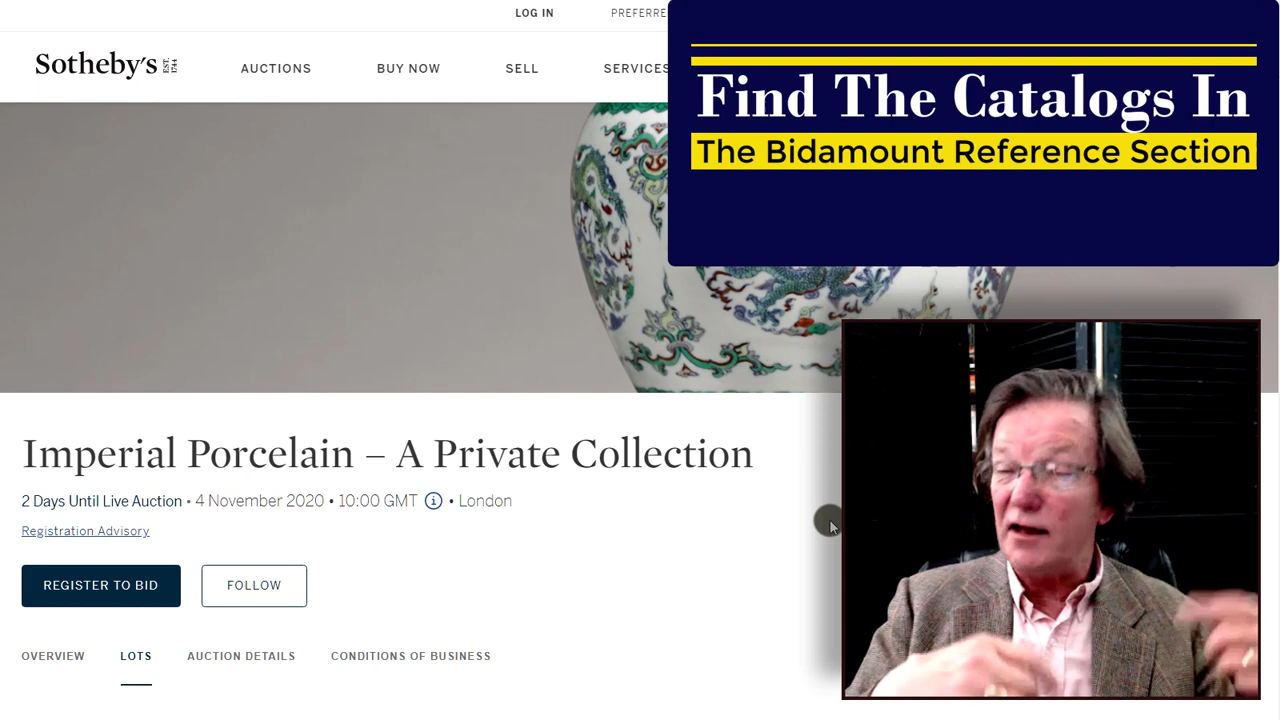 LOG IN
PREFERRE
Sotheby's EST. 1744
AUCTIONS
BUY NOW
SELL
SERVICES
Find The Catalogs In
The Bidamount Reference Section
Imperial Porcelain – A Private Collection
2 Days Until Live Auction • 4 November 2020 • 10:00 GMT i • London
Registration Advisory
REGISTER TO BID
FOLLOW
OVERVIEW
LOTS
AUCTION DETAILS
CONDITIONS OF BUSINESS